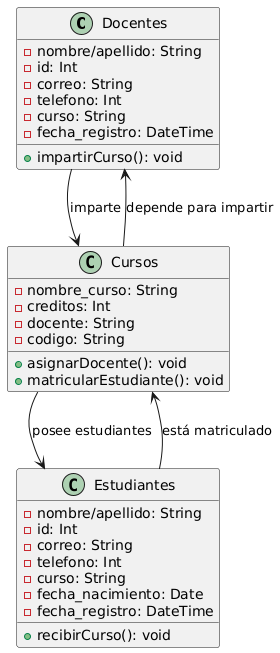 C Docentes
nombre/apellido: String
id: Int
correo: String
telefono: Int
curso: String
fecha_registro: DateTime
impartirCurso(): void
imparte depende para impartir
C Cursos
nombre_curso: String
creditos: Int
docente: String
codigo: String
asignarDocente(): void
matricularEstudiante(): void
posee estudiantes está matriculado
C Estudiantes
nombre/apellido: String
id: Int
correo: String
telefono: Int
curso: String
fecha_nacimiento: Date
fecha_registro: DateTime
recibirCurso(): void